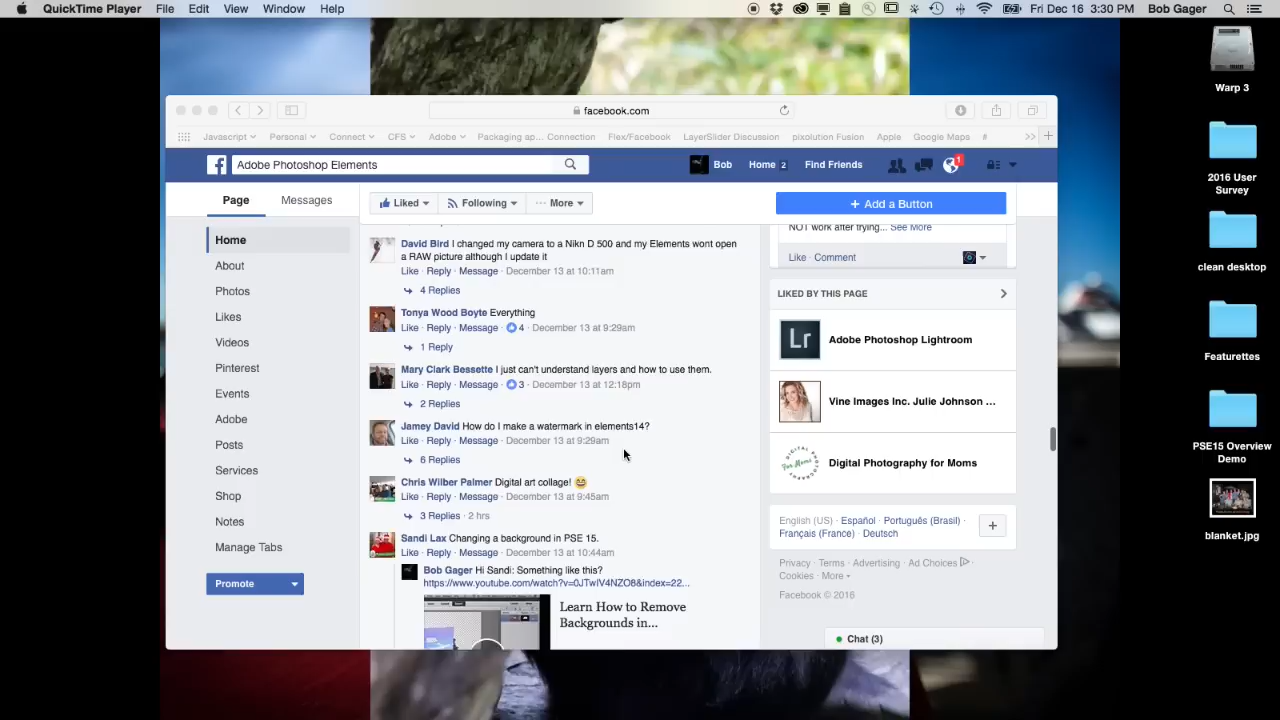 QuickTime Player File Edit View Window Help
Fri Dec 16 3:30 PM Bob Gager
Warp 3
2016 User
Survey
clean desktop
Featurettes
PSE15 Overview
Demo
blanket.jpg
facebook.com
Javascript Personal Connect CFS Adobe Packaging ap... Connection Flex/Facebook LayerSlider Discussion pixolution Fusion Apple Google Maps # >> +
Adobe Photoshop Elements
Bob Home 2 Find Friends 1
Page Messages
Liked Following ··· More
+ Add a Button
Home
About
Photos
Likes
Videos
Pinterest
Events
Adobe
Posts
Services
Shop
Notes
Manage Tabs
Promote
David Bird I changed my camera to a Nikn D 500 and my Elements wont open
a RAW picture although I update it
Like · Reply · Message · December 13 at 10:11am
4 Replies
Tonya Wood Boyte Everything
Like · Reply · Message · 4 · December 13 at 9:29am
1 Reply
Mary Clark Bessette I just can't understand layers and how to use them.
Like · Reply · Message · 3 · December 13 at 12:18pm
2 Replies
Jamey David How do I make a watermark in elements14?
Like · Reply · Message · December 13 at 9:29am
6 Replies
Chris Wilber Palmer Digital art collage! 😄
Like · Reply · Message · December 13 at 9:45am
3 Replies · 2 hrs
Sandi Lax Changing a background in PSE 15.
Like · Reply · Message · December 13 at 10:44am
Bob Gager Hi Sandi: Something like this?
https://www.youtube.com/watch?v=0JTwIV4NZO8&index=22...
Learn How to Remove
Backgrounds in...
NOT work after trying... See More
Like · Comment
LIKED BY THIS PAGE
Lr
Adobe Photoshop Lightroom
Vine Images Inc. Julie Johnson ...
Digital Photography for Moms
English (US) · Español · Português (Brasil) ·
Français (France) · Deutsch
+
Privacy · Terms · Advertising · Ad Choices ·
Cookies · More
Facebook © 2016
Chat (3)